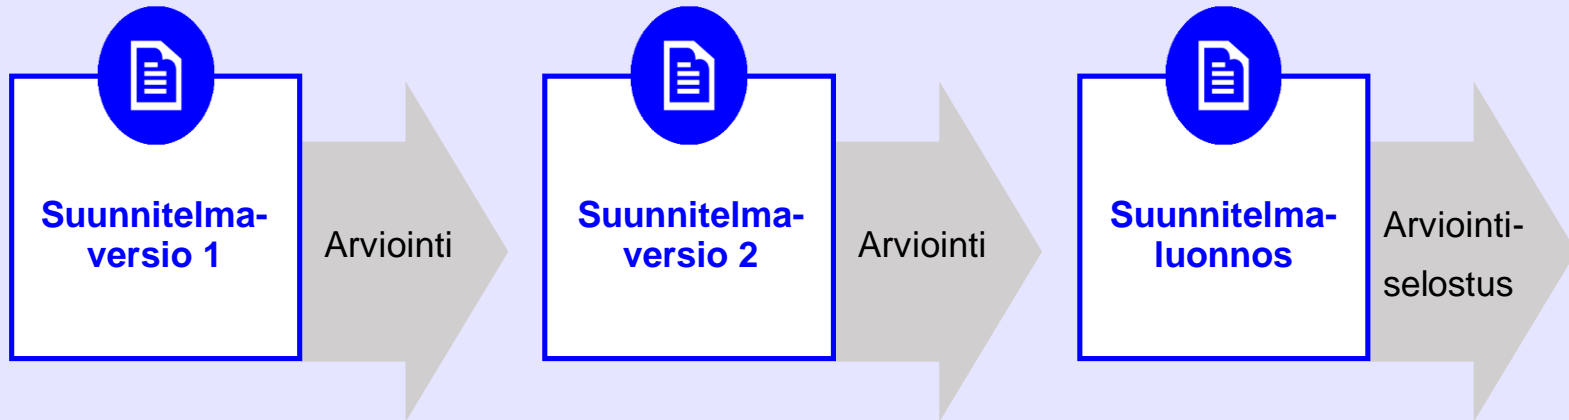 Suunnitelma-
versio 1
Arviointi
Suunnitelma-
versio 2
Arviointi
Suunnitelma-
luonnos
Arviointi-
selostus